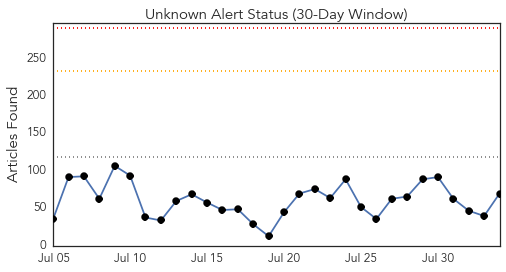 Unknown Alert Status (30-Day Window)
Articles Found
250
200
150
100
50
0
Jul 05
Jul 10
Jul 15
Jul 20
Jul 25
Jul 30